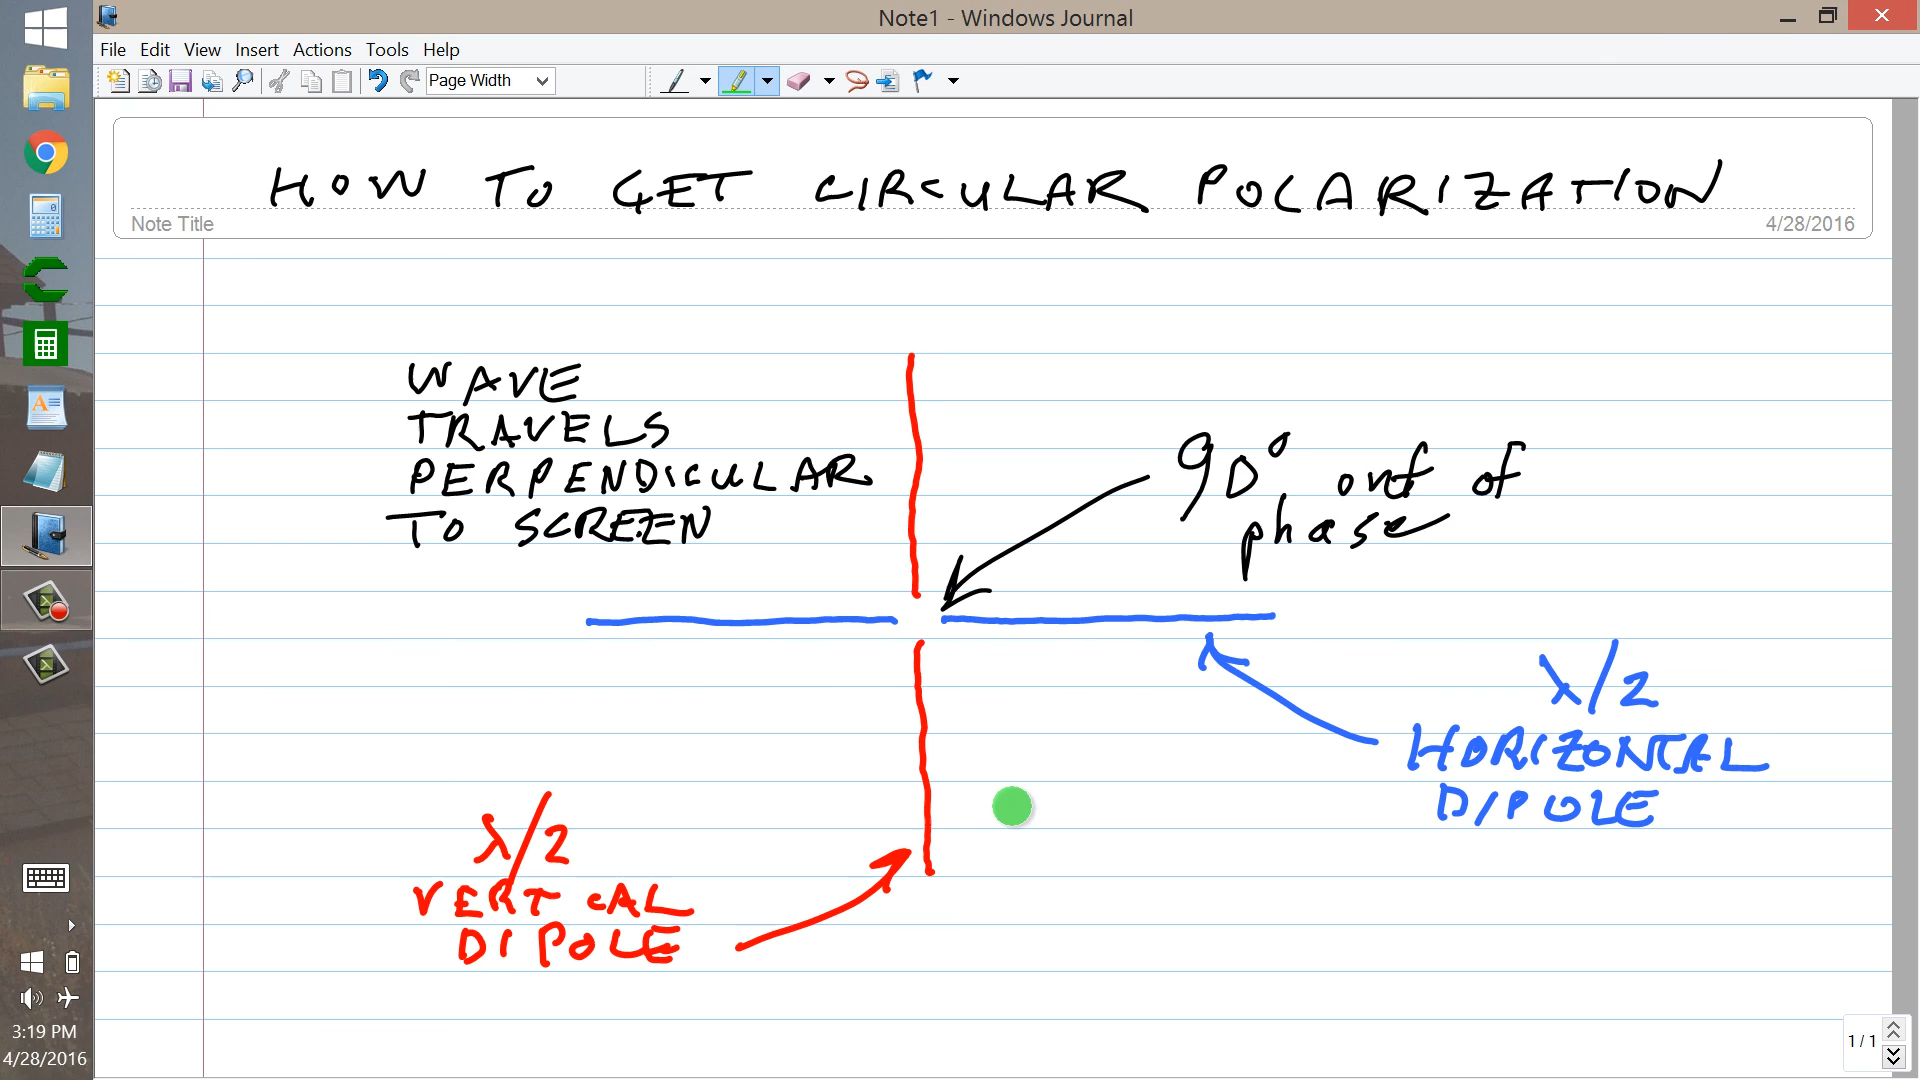 Note1 - Windows Journal
File Edit View Insert Actions Tools Help
Page Width
HOW TO GET CIRCULAR POLARIZATION
Note Title
4/28/2016
WAVE
TRAVELS
PERPENDICULAR
TO SCREEN
90° out of
phase
λ/2
HORIZONTAL
DIPOLE
λ/2
VERTICAL
DIPOLE
3:19 PM
4/28/2016
1 / 1